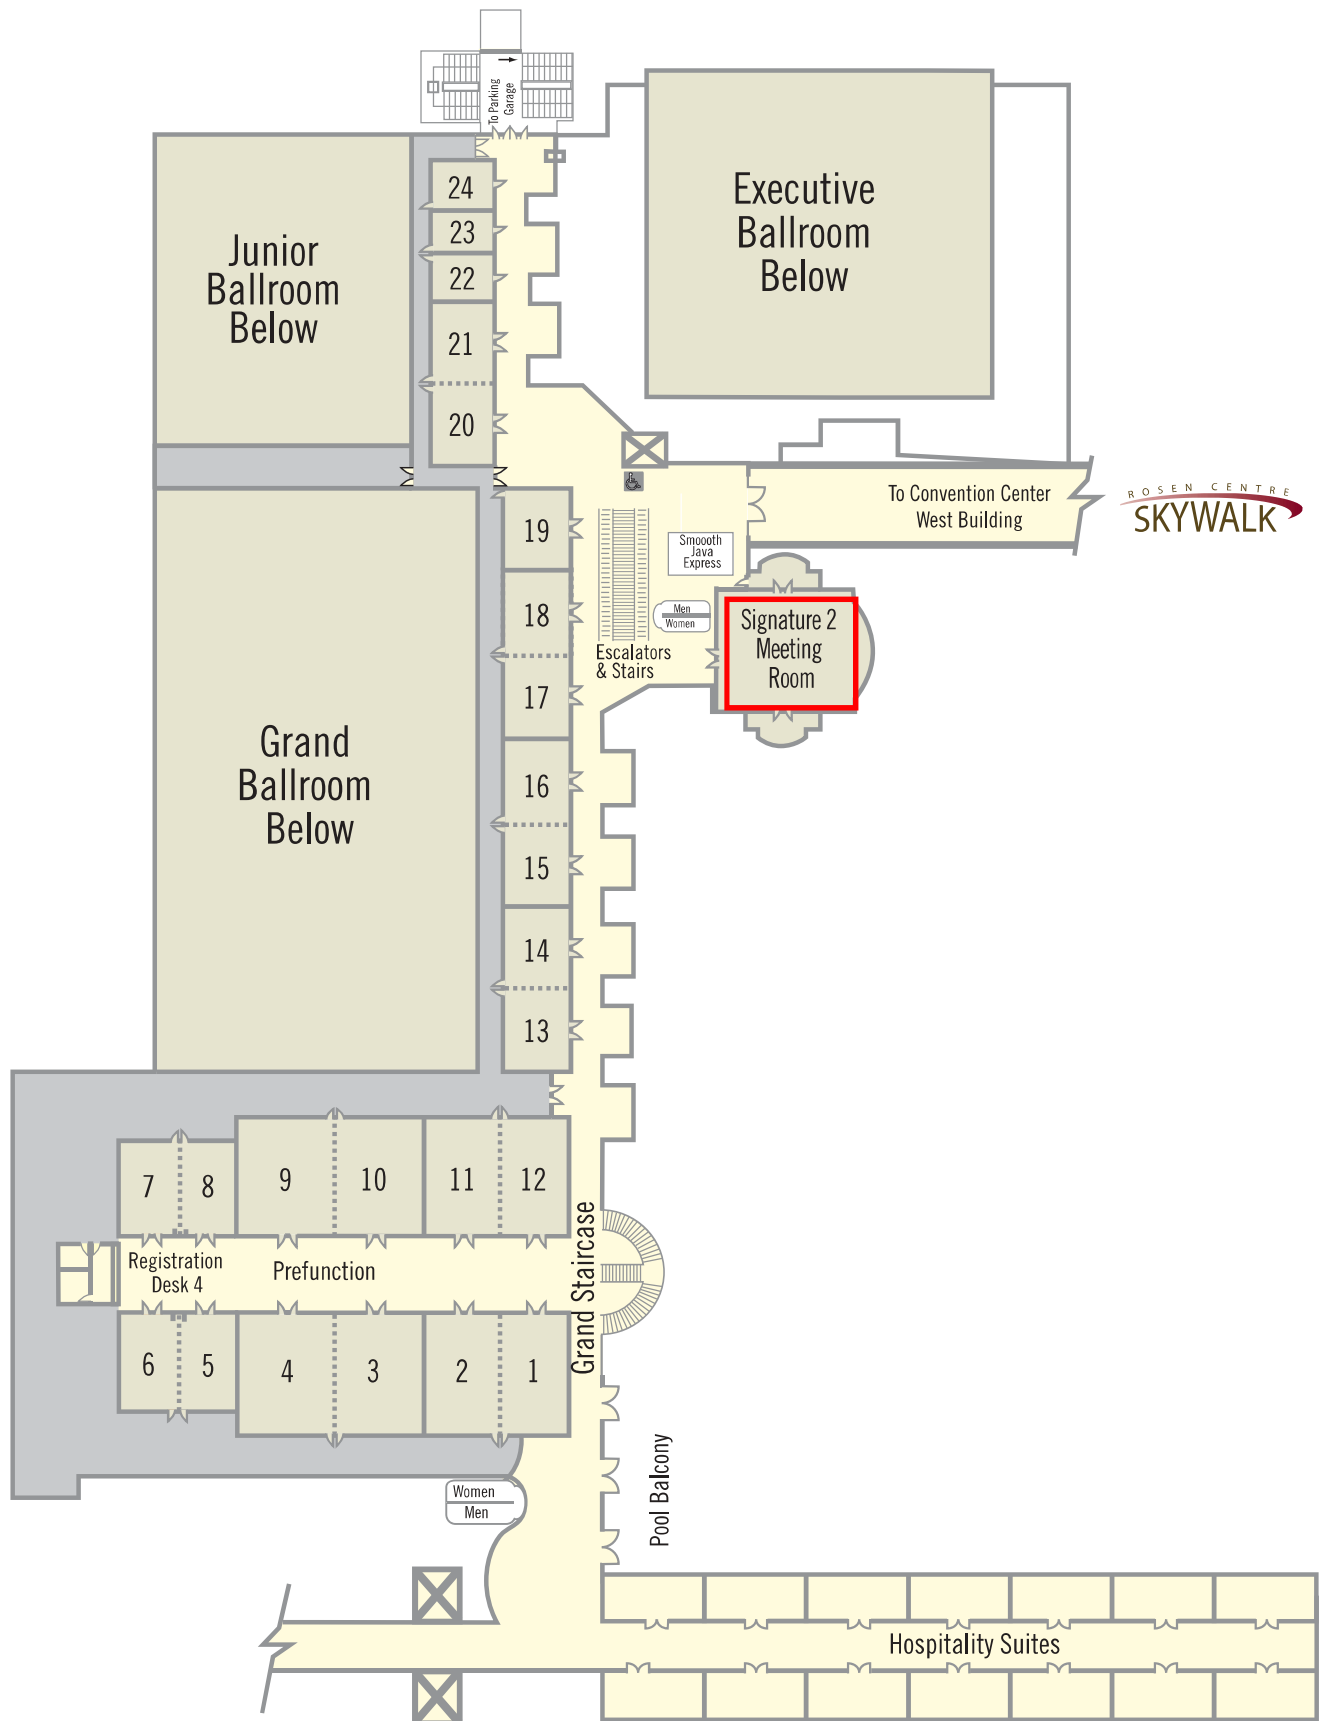 To Parking
Garage
Executive
Ballroom
Below
Junior
Ballroom
Below
24
23
22
21
20
To Convention Center
West Building
ROSEN CENTRE
SKYWALK
19
Smoooth
Java
Express
18
Men
Women
Signature 2
Meeting
Room
Escalators
& Stairs
17
Grand
Ballroom
Below
16
15
14
13
7
8
9
10
11
12
Registration
Desk 4
Prefunction
Grand Staircase
6
5
4
3
2
1
Pool Balcony
Women
Men
Hospitality Suites